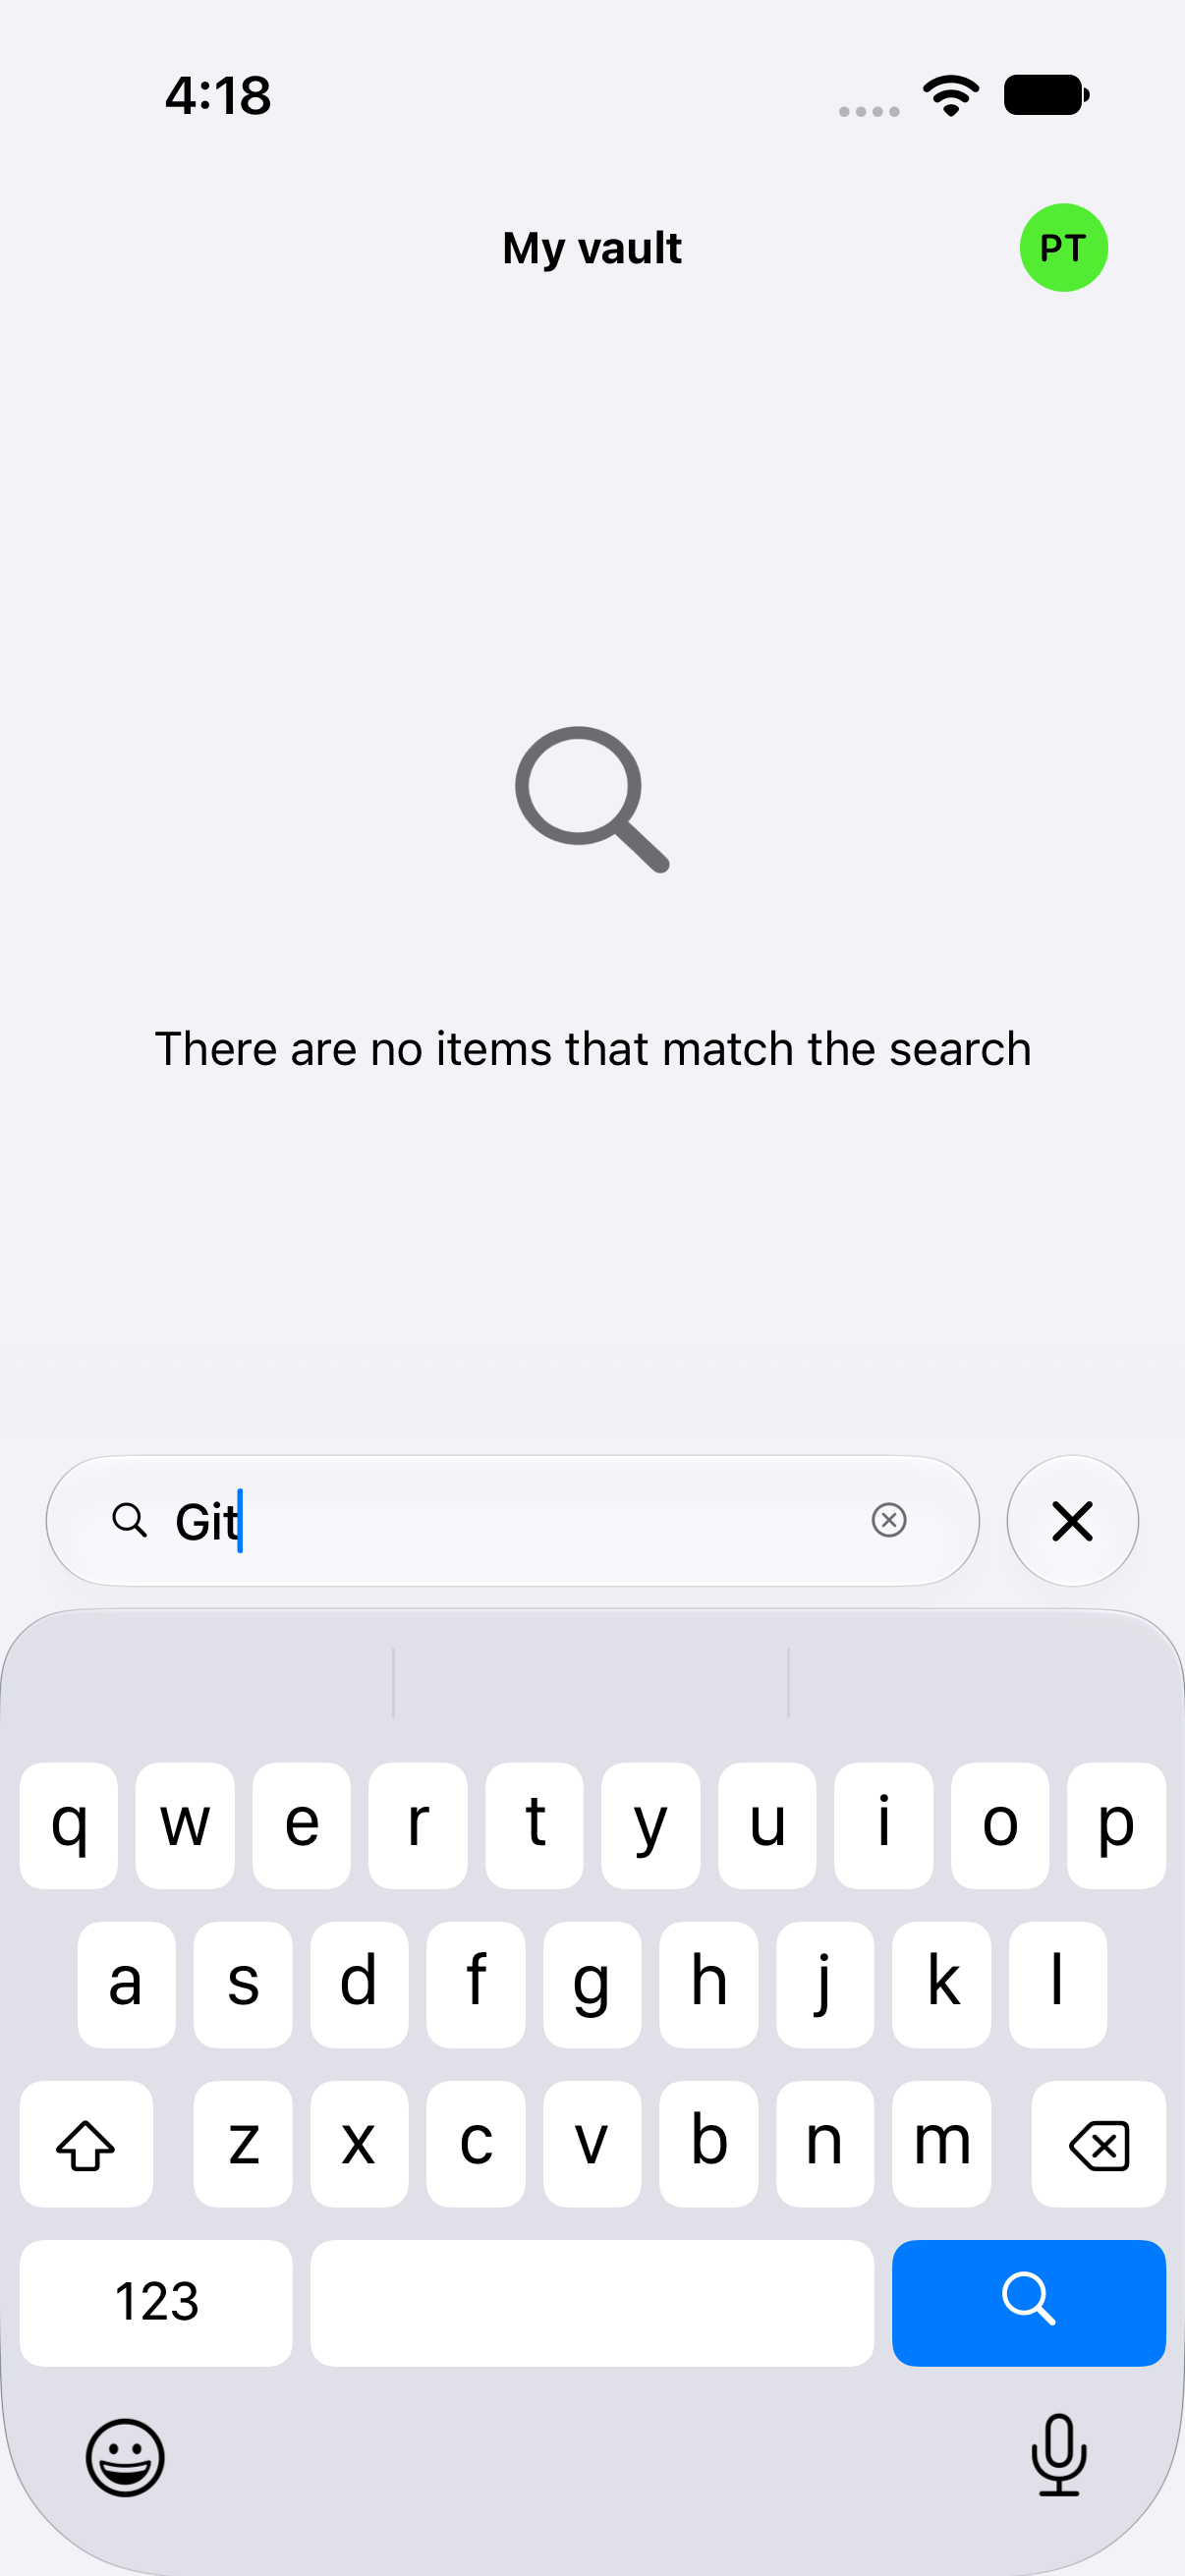 4:18
My vault
PT
There are no items that match the search
Git
q w e r t y u i o p
a s d f g h j k l
z x c v b n m
123